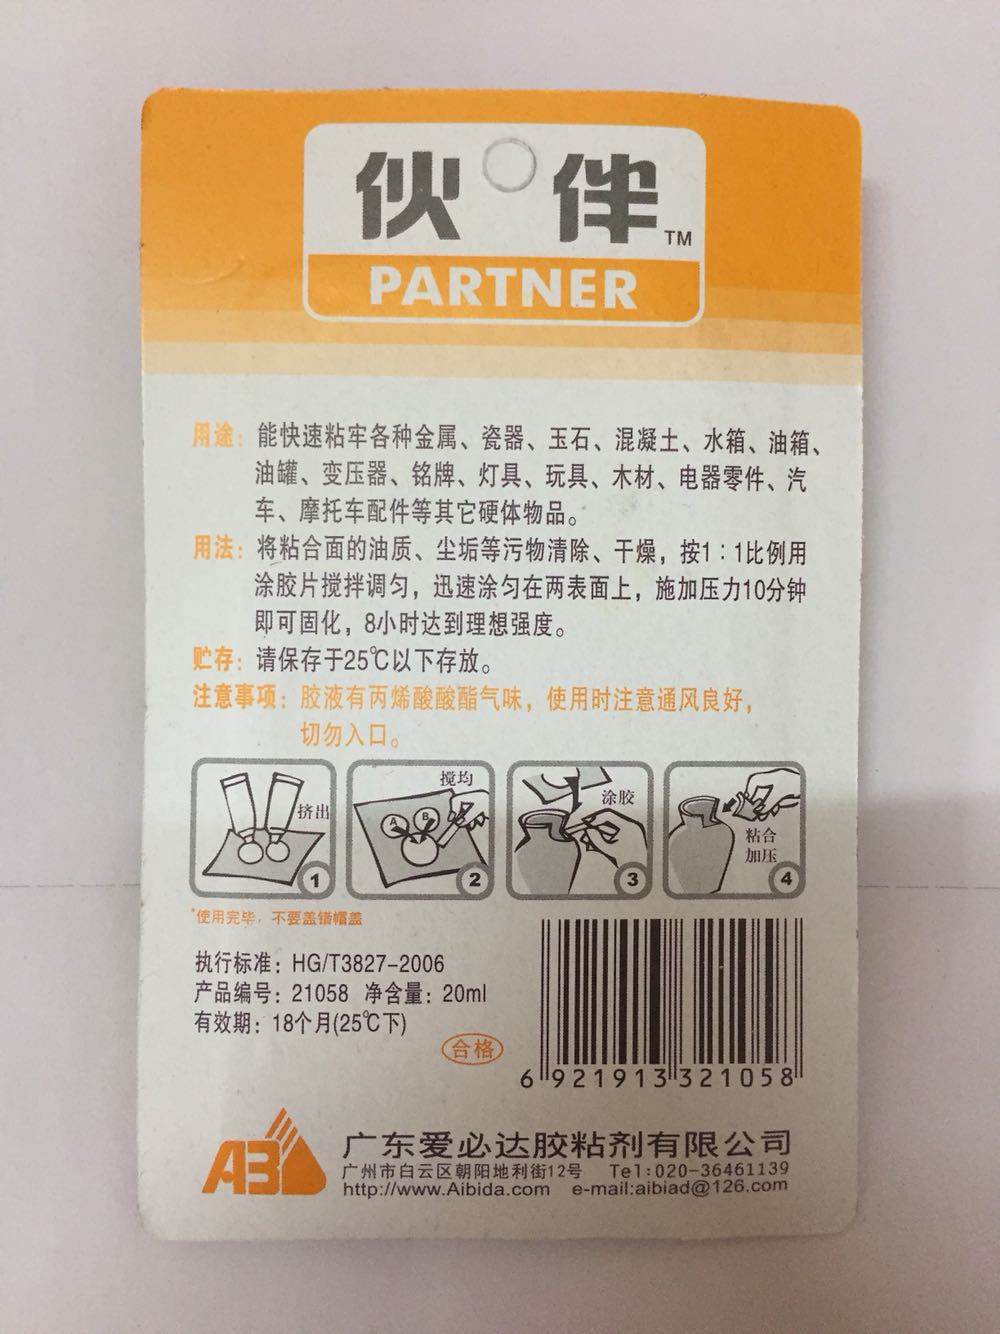 伙伴 TM
PARTNER
用途：能快速粘牢各种金属、瓷器、玉石、混凝土、水箱、油箱、
油罐、变压器、铭牌、灯具、玩具、木材、电器零件、汽
车、摩托车配件等其它硬体物品。
用法：将粘合面的油质、尘垢等污物清除、干燥，按1：1比例用
涂胶片搅拌调匀，迅速涂匀在两表面上，施加压力10分钟
即可固化，8小时达到理想强度。
贮存：请保存于25℃以下存放。
注意事项：胶液有丙烯酸酸酯气味，使用时注意通风良好，
切勿入口。
挤出
1
搅均
A B
2
涂胶
3
粘合
加压
4
*使用完毕，不要盖错帽盖
执行标准：HG/T3827-2006
产品编号：21058 净含量：20ml
有效期：18个月(25℃下)
合格
6 921913 321058
AB
广东爱必达胶粘剂有限公司
广州市白云区朝阳地利街12号 Tel:020-36461139
http://www.Aibida.com e-mail:aibiad@126.com